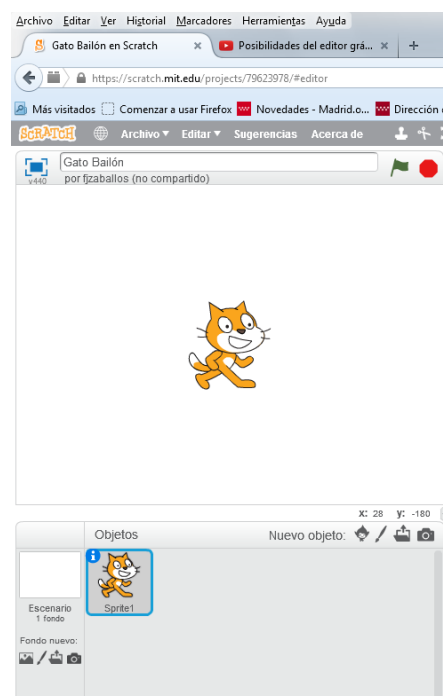 Archivo Editar Ver Historial Marcadores Herramientas Ayuda
Gato Bailón en Scratch × Posibilidades del editor grá... × +
https://scratch.mit.edu/projects/79623978/#editor
Más visitados Comenzar a usar Firefox Novedades - Madrid.o... Dirección
SCRATCH Archivo▼ Editar▼ Sugerencias Acerca de
Gato Bailón
v440 por fjzaballos (no compartido)
x: 28 y: -180
Objetos Nuevo objeto:
Sprite1
Escenario
1 fondo
Fondo nuevo: